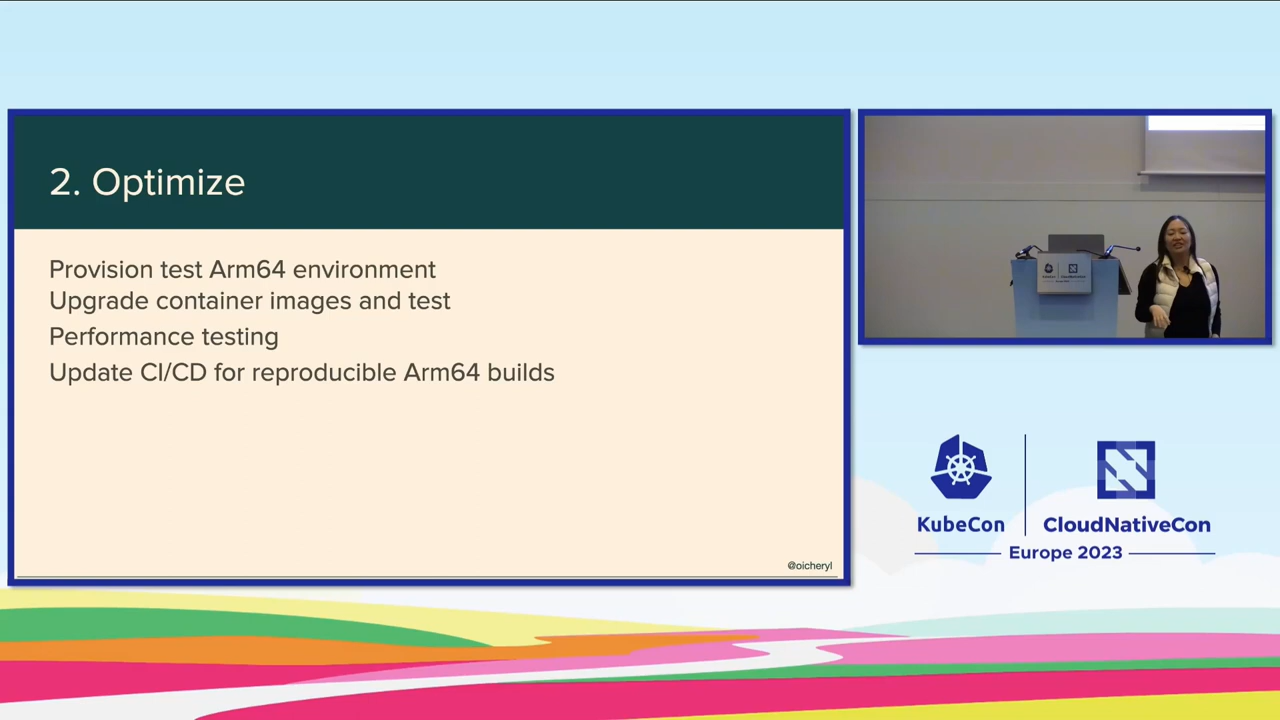 2. Optimize
Provision test Arm64 environment
Upgrade container images and test
Performance testing
Update CI/CD for reproducible Arm64 builds
@oicheryl
KubeCon
CloudNativeCon
Europe 2023